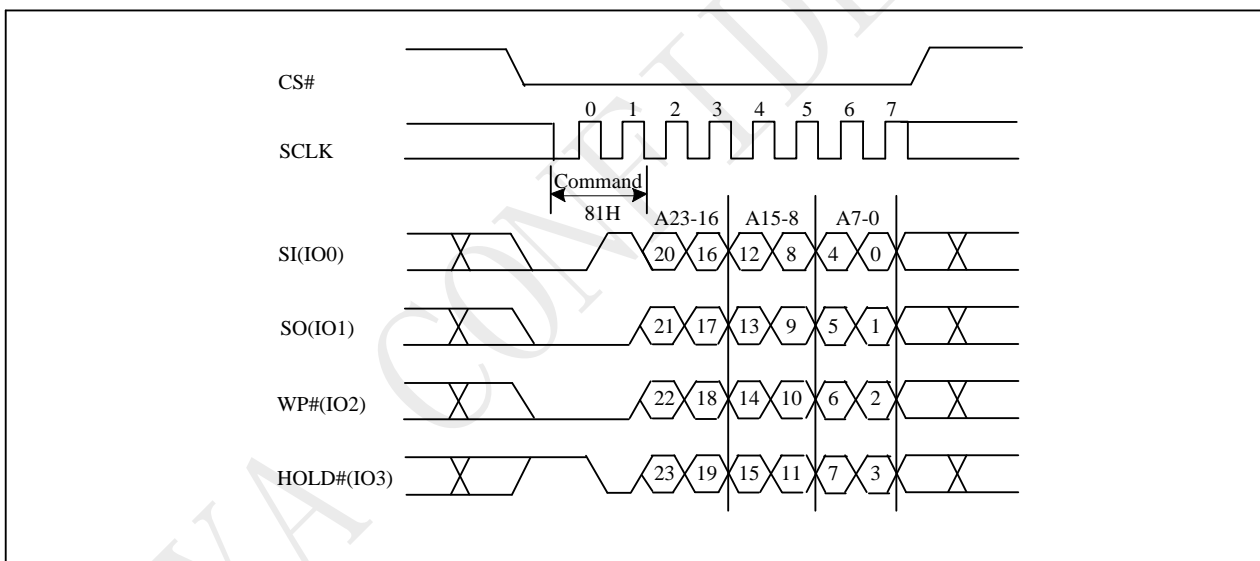 CS#
0 1 2 3 4 5 6 7
SCLK
Command
81H
A23-16 A15-8 A7-0
SI(IO0) 20 16 12 8 4 0
SO(IO1) 21 17 13 9 5 1
WP#(IO2) 22 18 14 10 6 2
HOLD#(IO3) 23 19 15 11 7 3